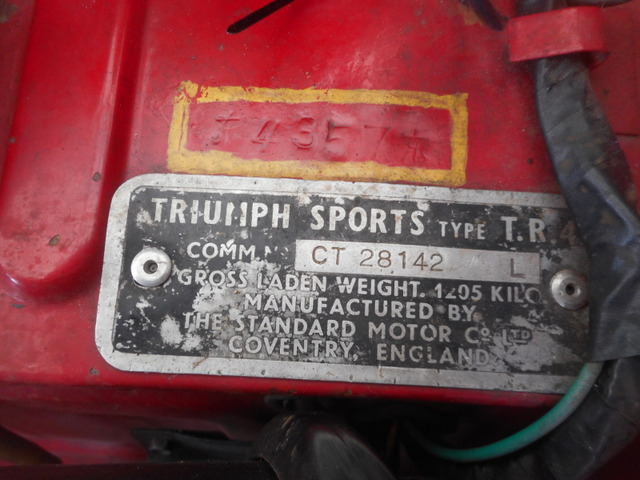 *4357*
TRIUMPH SPORTS TYPE T.R.4
COMM. N CT 28142 L
GROSS LADEN WEIGHT. 1205 KILO
MANUFACTURED BY
THE STANDARD MOTOR Co. LTD
COVENTRY, ENGLAND